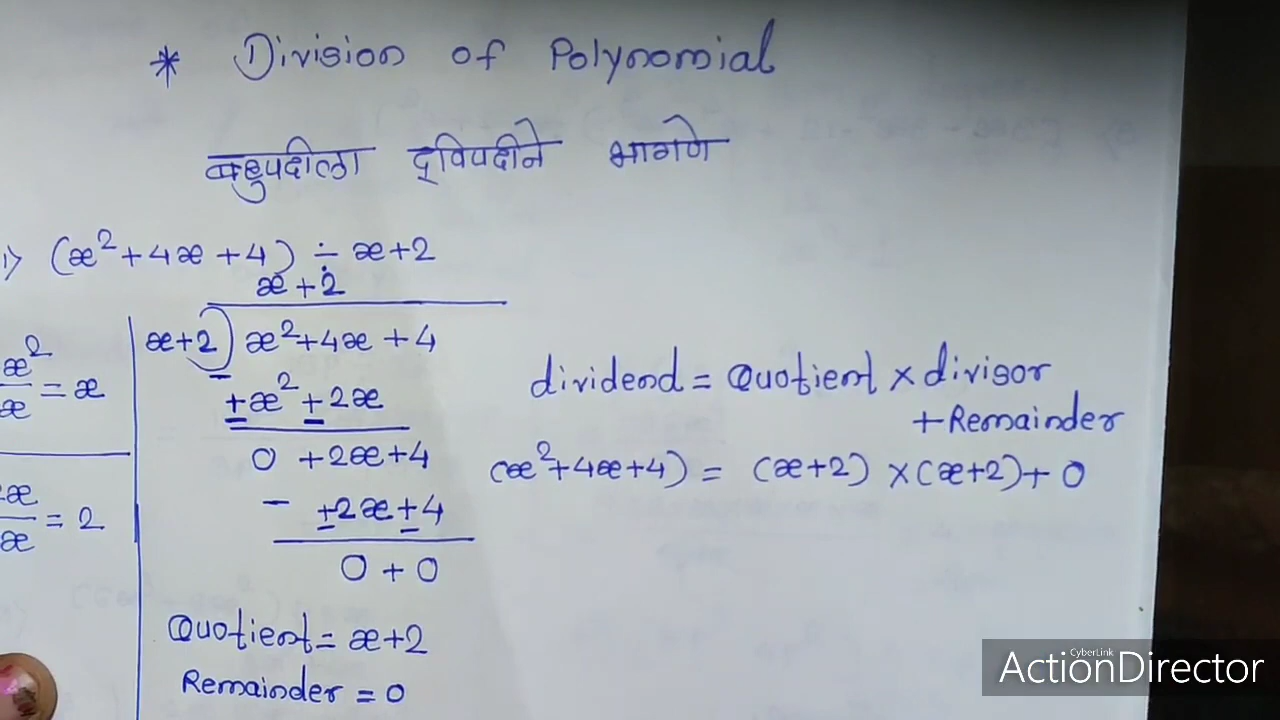 * Division of Polynomial
बहुपदीला द्विपदीने भागणे
1) (x²+4x+4) ÷ x+2
x+2
x+2) x²+4x+4
x²/x = x
- ±x² ±2x
0 +2x+4
2x/x = 2
- ±2x±4
0+0
Quotient = x+2
Remainder = 0
dividend = Quotient × divisor
+Remainder
(x²+4x+4) = (x+2) ×(x+2)+0
CyberLink
ActionDirector